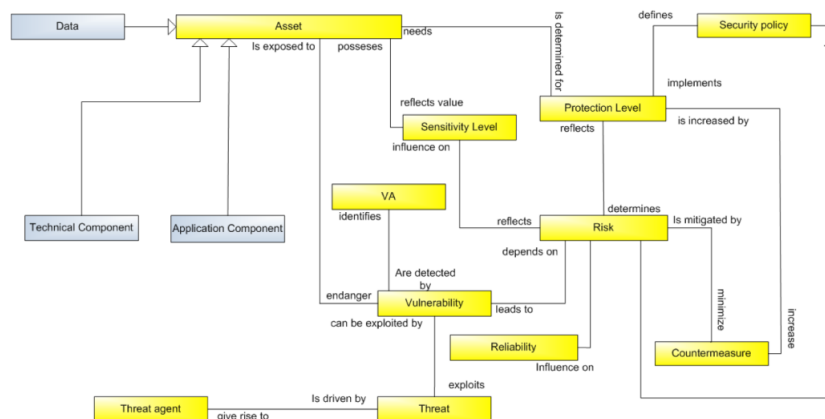 Data
Asset
Security policy
Is exposed to
posseses
needs
Is determined for
defines
reflects value
implements
Protection Level
Sensitivity Level
reflects
is increased by
influence on
VA
identifies
determines
Technical Component
Application Component
reflects
Risk
Is mitigated by
depends on
Are detected
by
endanger
Vulnerability
leads to
minimize
increase
can be exploited by
Reliability
Countermeasure
Influence on
exploits
Is driven by
Threat agent
Threat
give rise to